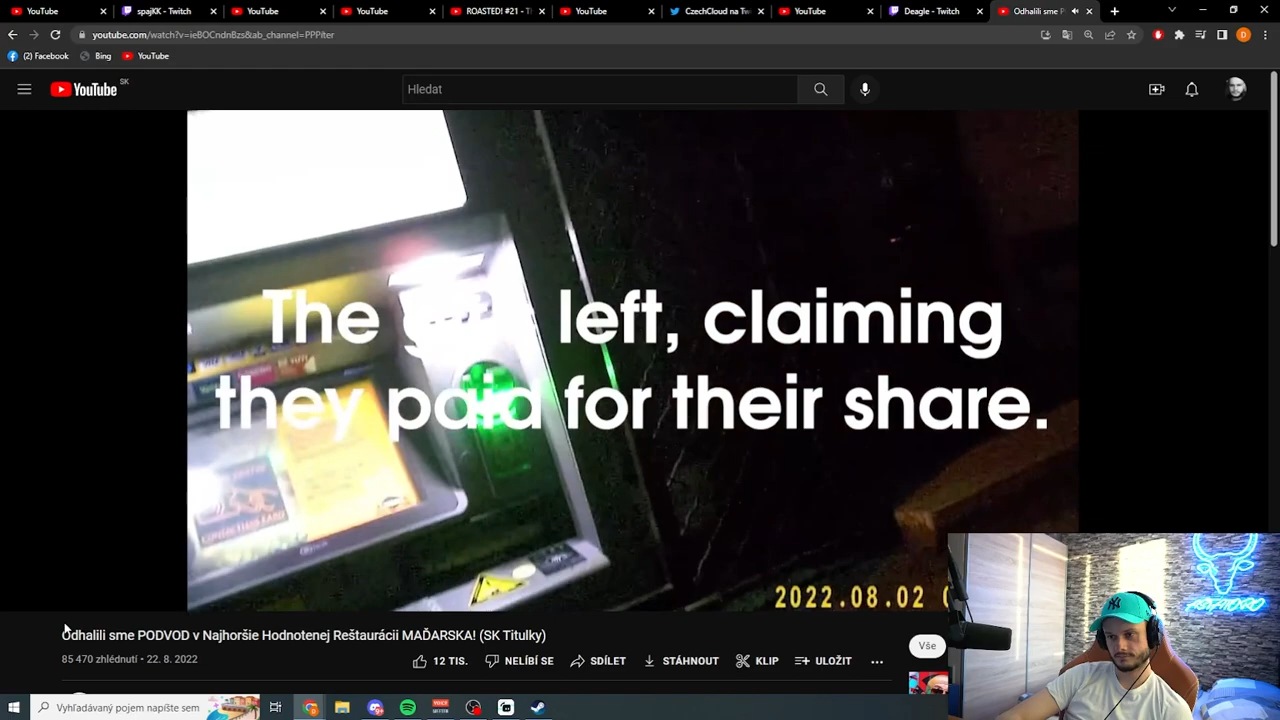 YouTube
spajKK - Twitch
YouTube
YouTube
ROASTED! #21 - T
YouTube
CzechCloud na Tw
YouTube
Deagle - Twitch
Odhalili sme P
youtube.com/watch?v=ieBOCndnBzs&ab_channel=PPPiter
D
(2) Facebook
Bing
YouTube
YouTube SK
Hledat
The left, claiming
they paid for their share.
2022.08.02
Odhalili sme PODVOD v Najhoršie Hodnotenej Reštaurácii MAĎARSKA! (SK Titulky)
85 470 zhlédnutí • 22. 8. 2022
12 TIS.
NELÍBÍ SE
SDÍLET
STÁHNOUT
KLIP
ULOŽIT
Vše
Vyhľadávaný pojem napíšte sem